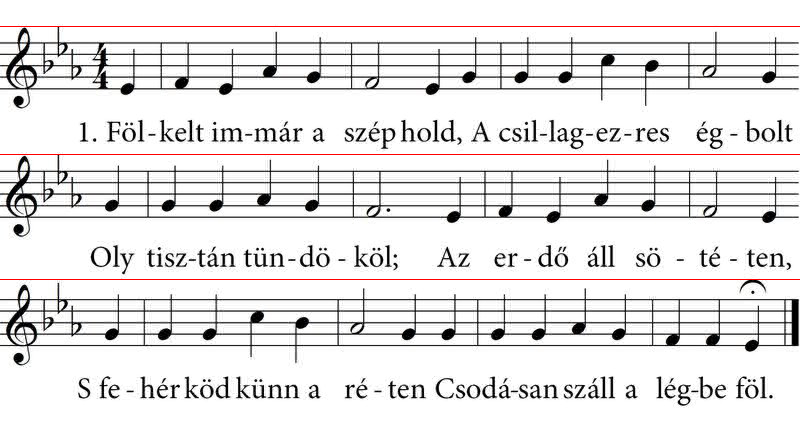 1. Föl-kelt im-már a szép hold, A csil-lag-ez-res ég-bolt
Oly tisz-tán tün-dö-köl; Az er-dő áll sö-té-ten,
S fe-hér köd künn a ré-ten Csodá-san száll a lég-be föl.